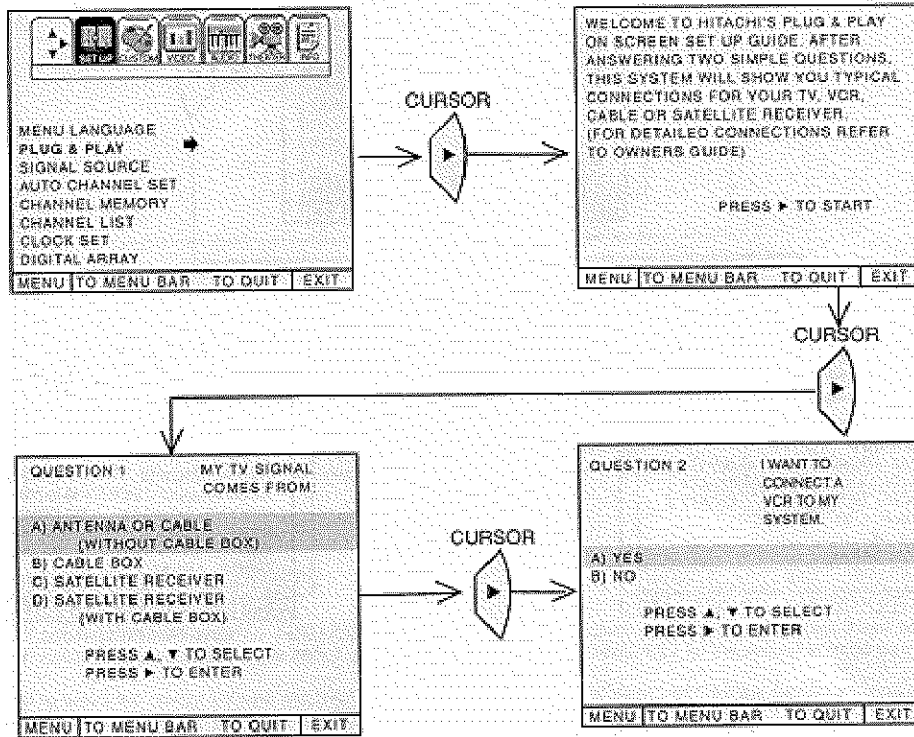 SET UP CUSTOM VIDEO AUDIO THEATER INFO
MENU LANGUAGE
PLUG & PLAY
SIGNAL SOURCE
AUTO CHANNEL SET
CHANNEL MEMORY
CHANNEL LIST
CLOCK SET
DIGITAL ARRAY
MENU TO MENU BAR TO QUIT EXIT
CURSOR
WELCOME TO HITACHI'S PLUG & PLAY
ON SCREEN SET UP GUIDE. AFTER
ANSWERING TWO SIMPLE QUESTIONS,
THIS SYSTEM WILL SHOW YOU TYPICAL
CONNECTIONS FOR YOUR TV, VCR,
CABLE OR SATELLITE RECEIVER.
(FOR DETAILED CONNECTIONS REFER
TO OWNERS GUIDE)
PRESS ▶ TO START
MENU TO MENU BAR TO QUIT EXIT
CURSOR
QUESTION 1 MY TV SIGNAL
COMES FROM:
A) ANTENNA OR CABLE
(WITHOUT CABLE BOX)
B) CABLE BOX
C) SATELLITE RECEIVER
D) SATELLITE RECEIVER
(WITH CABLE BOX)
PRESS ▲, ▼ TO SELECT
PRESS ▶ TO ENTER
MENU TO MENU BAR TO QUIT EXIT
CURSOR
QUESTION 2 I WANT TO
CONNECT A
VCR TO MY
SYSTEM.
A) YES
B) NO
PRESS ▲, ▼ TO SELECT
PRESS ▶ TO ENTER
MENU TO MENU BAR TO QUIT EXIT